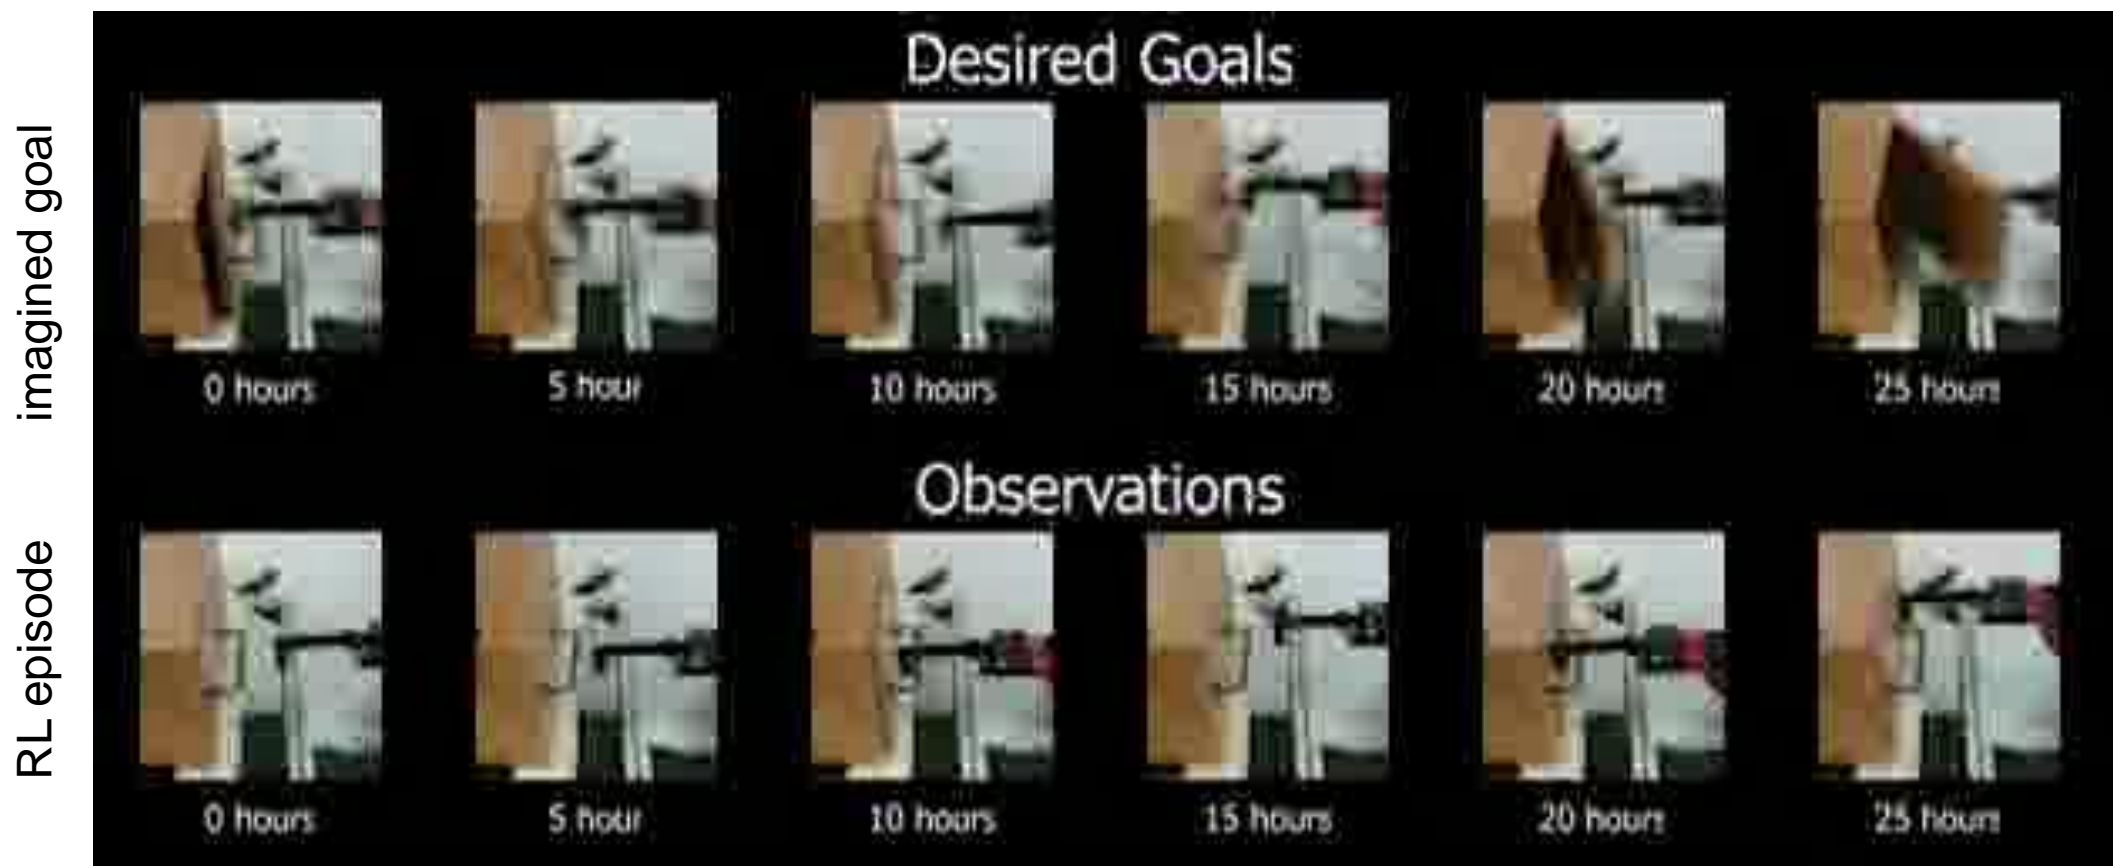 Desired Goals
imagined goal
0 hours
5 hour
10 hours
15 hours
20 hours
25 hours
Observations
RL episode
0 hours
5 hour
10 hours
15 hours
20 hours
25 hours